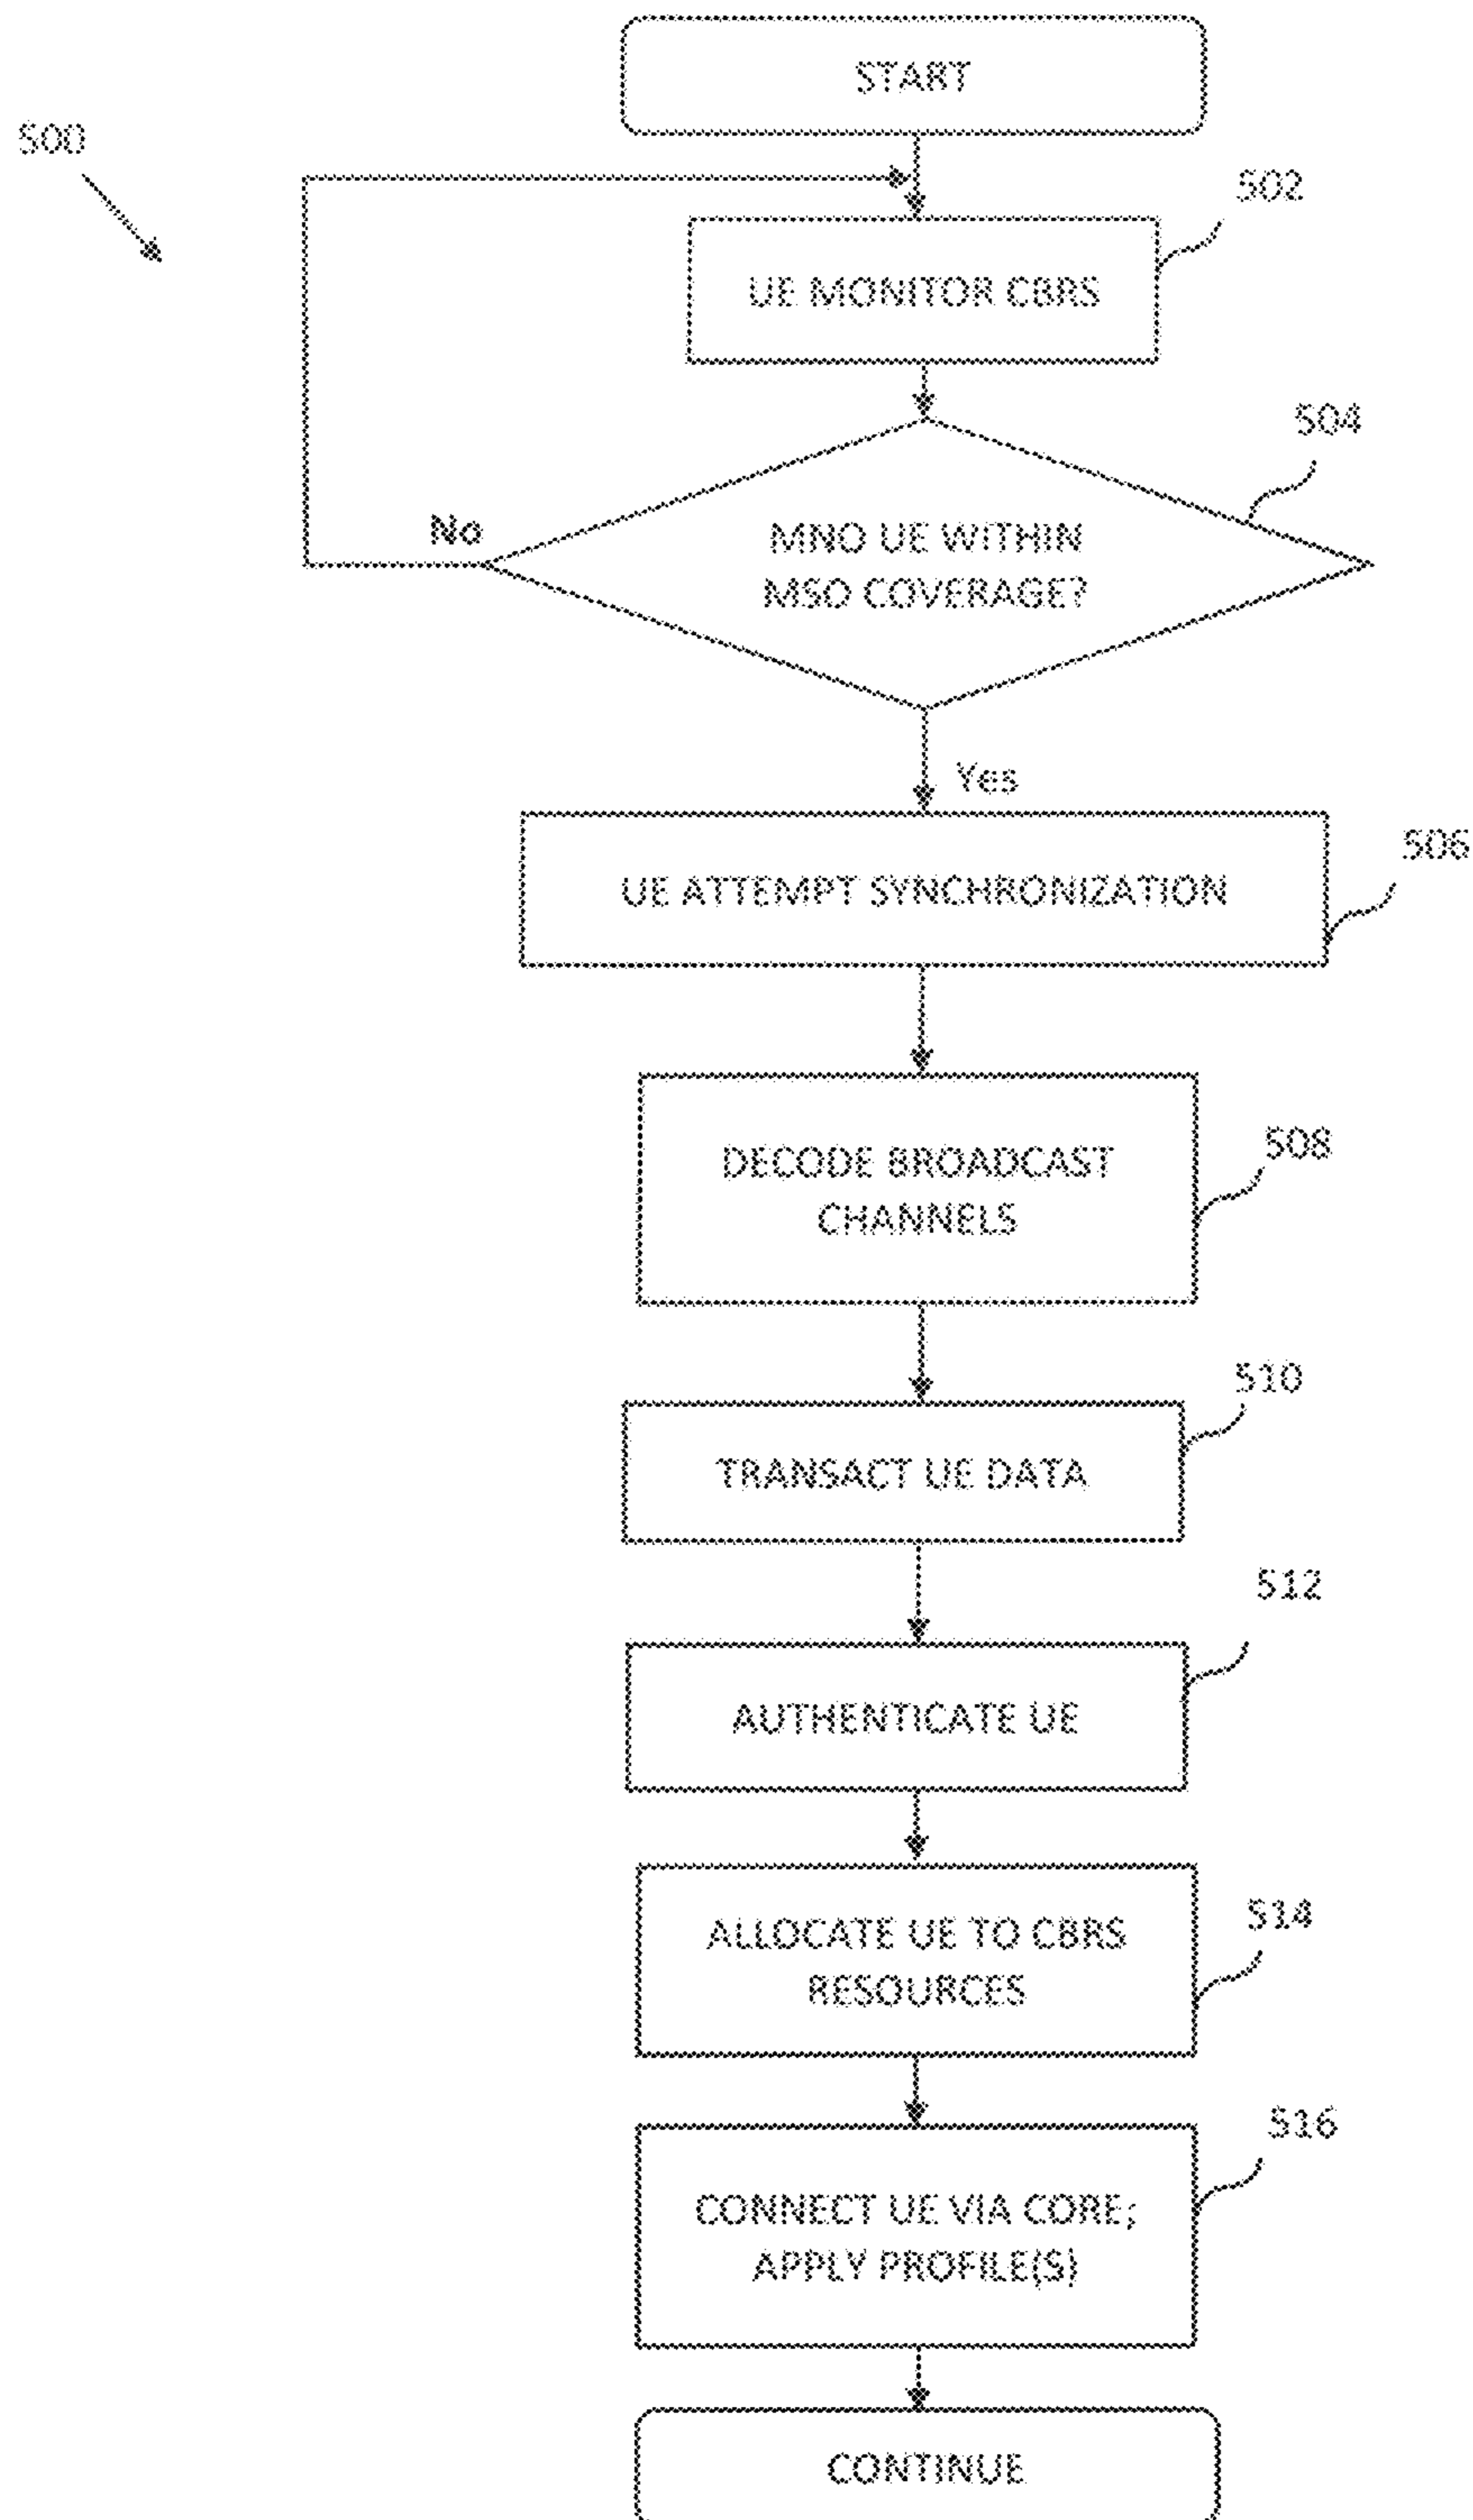 START
500
502
UE MONITOR CBRS
504
No
MNO UE WITHIN
MSO COVERAGE?
Yes
506
UE ATTEMPT SYNCHRONIZATION
508
DECODE BROADCAST
CHANNELS
510
TRANSACT UE DATA
512
AUTHENTICATE UE
514
ALLOCATE UE TO CBRS
RESOURCES
516
CONNECT UE VIA CORE;
APPLY PROFILE(S)
CONTINUE